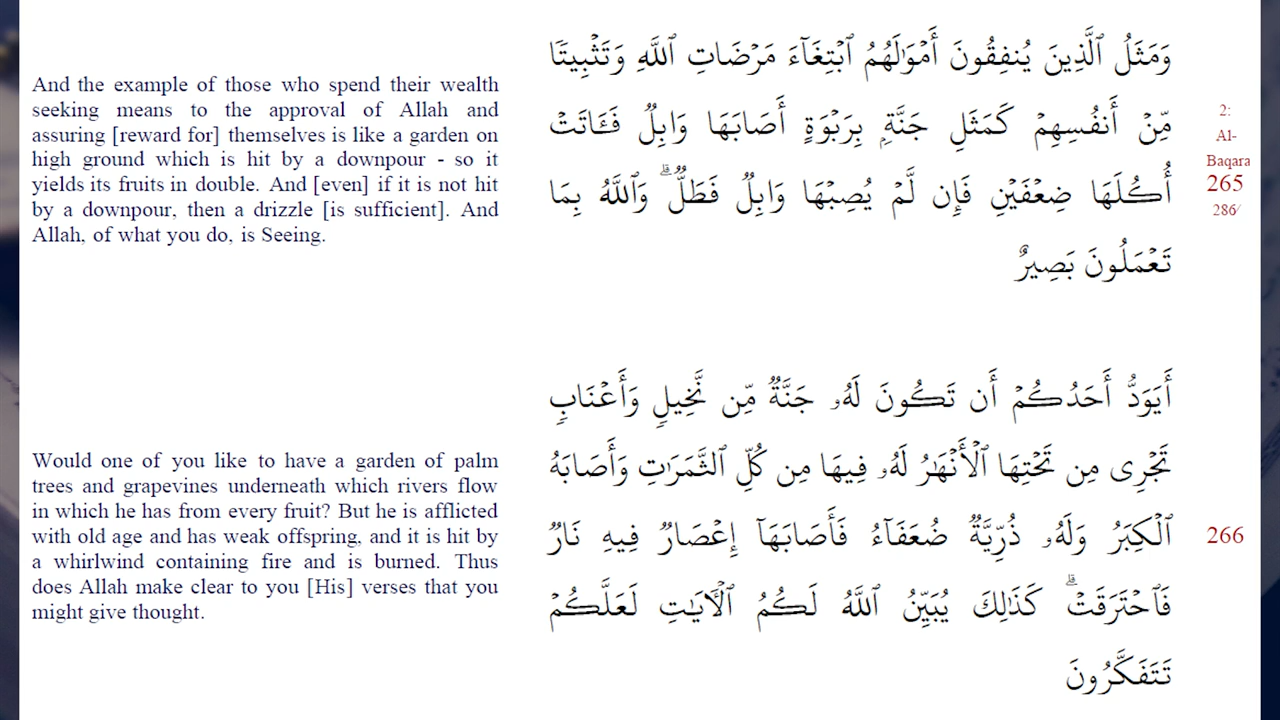 And the example of those who spend their wealth
seeking means to the approval of Allah and
assuring [reward for] themselves is like a garden on
high ground which is hit by a downpour - so it
yields its fruits in double. And [even] if it is not hit
by a downpour, then a drizzle [is sufficient]. And
Allah, of what you do, is Seeing.
وَمَثَلُ ٱلَّذِينَ يُنفِقُونَ أَمْوَٰلَهُمُ ٱبْتِغَآءَ مَرْضَاتِ ٱللَّهِ وَتَثْبِيتًا
مِّنْ أَنفُسِهِمْ كَمَثَلِ جَنَّةٍۭ بِرَبْوَةٍ أَصَابَهَا وَابِلٌ فَـَٔاتَتْ
أُكُلَهَا ضِعْفَيْنِ فَإِن لَّمْ يُصِبْهَا وَابِلٌ فَطَلٌّ ۗ وَٱللَّهُ بِمَا
تَعْمَلُونَ بَصِيرٌ
2:
Al-
Baqara
265
286/
Would one of you like to have a garden of palm
trees and grapevines underneath which rivers flow
in which he has from every fruit? But he is afflicted
with old age and has weak offspring, and it is hit by
a whirlwind containing fire and is burned. Thus
does Allah make clear to you [His] verses that you
might give thought.
أَيَوَدُّ أَحَدُكُمْ أَن تَكُونَ لَهُۥ جَنَّةٌ مِّن نَّخِيلٍ وَأَعْنَابٍ
تَجْرِى مِن تَحْتِهَا ٱلْأَنْهَٰرُ لَهُۥ فِيهَا مِن كُلِّ ٱلثَّمَرَٰتِ وَأَصَابَهُ
ٱلْكِبَرُ وَلَهُۥ ذُرِّيَّةٌ ضُعَفَآءُ فَأَصَابَهَآ إِعْصَارٌ فِيهِ نَارٌ
فَٱحْتَرَقَتْ ۗ كَذَٰلِكَ يُبَيِّنُ ٱللَّهُ لَكُمُ ٱلْـَٔايَٰتِ لَعَلَّكُمْ
تَتَفَكَّرُونَ
266